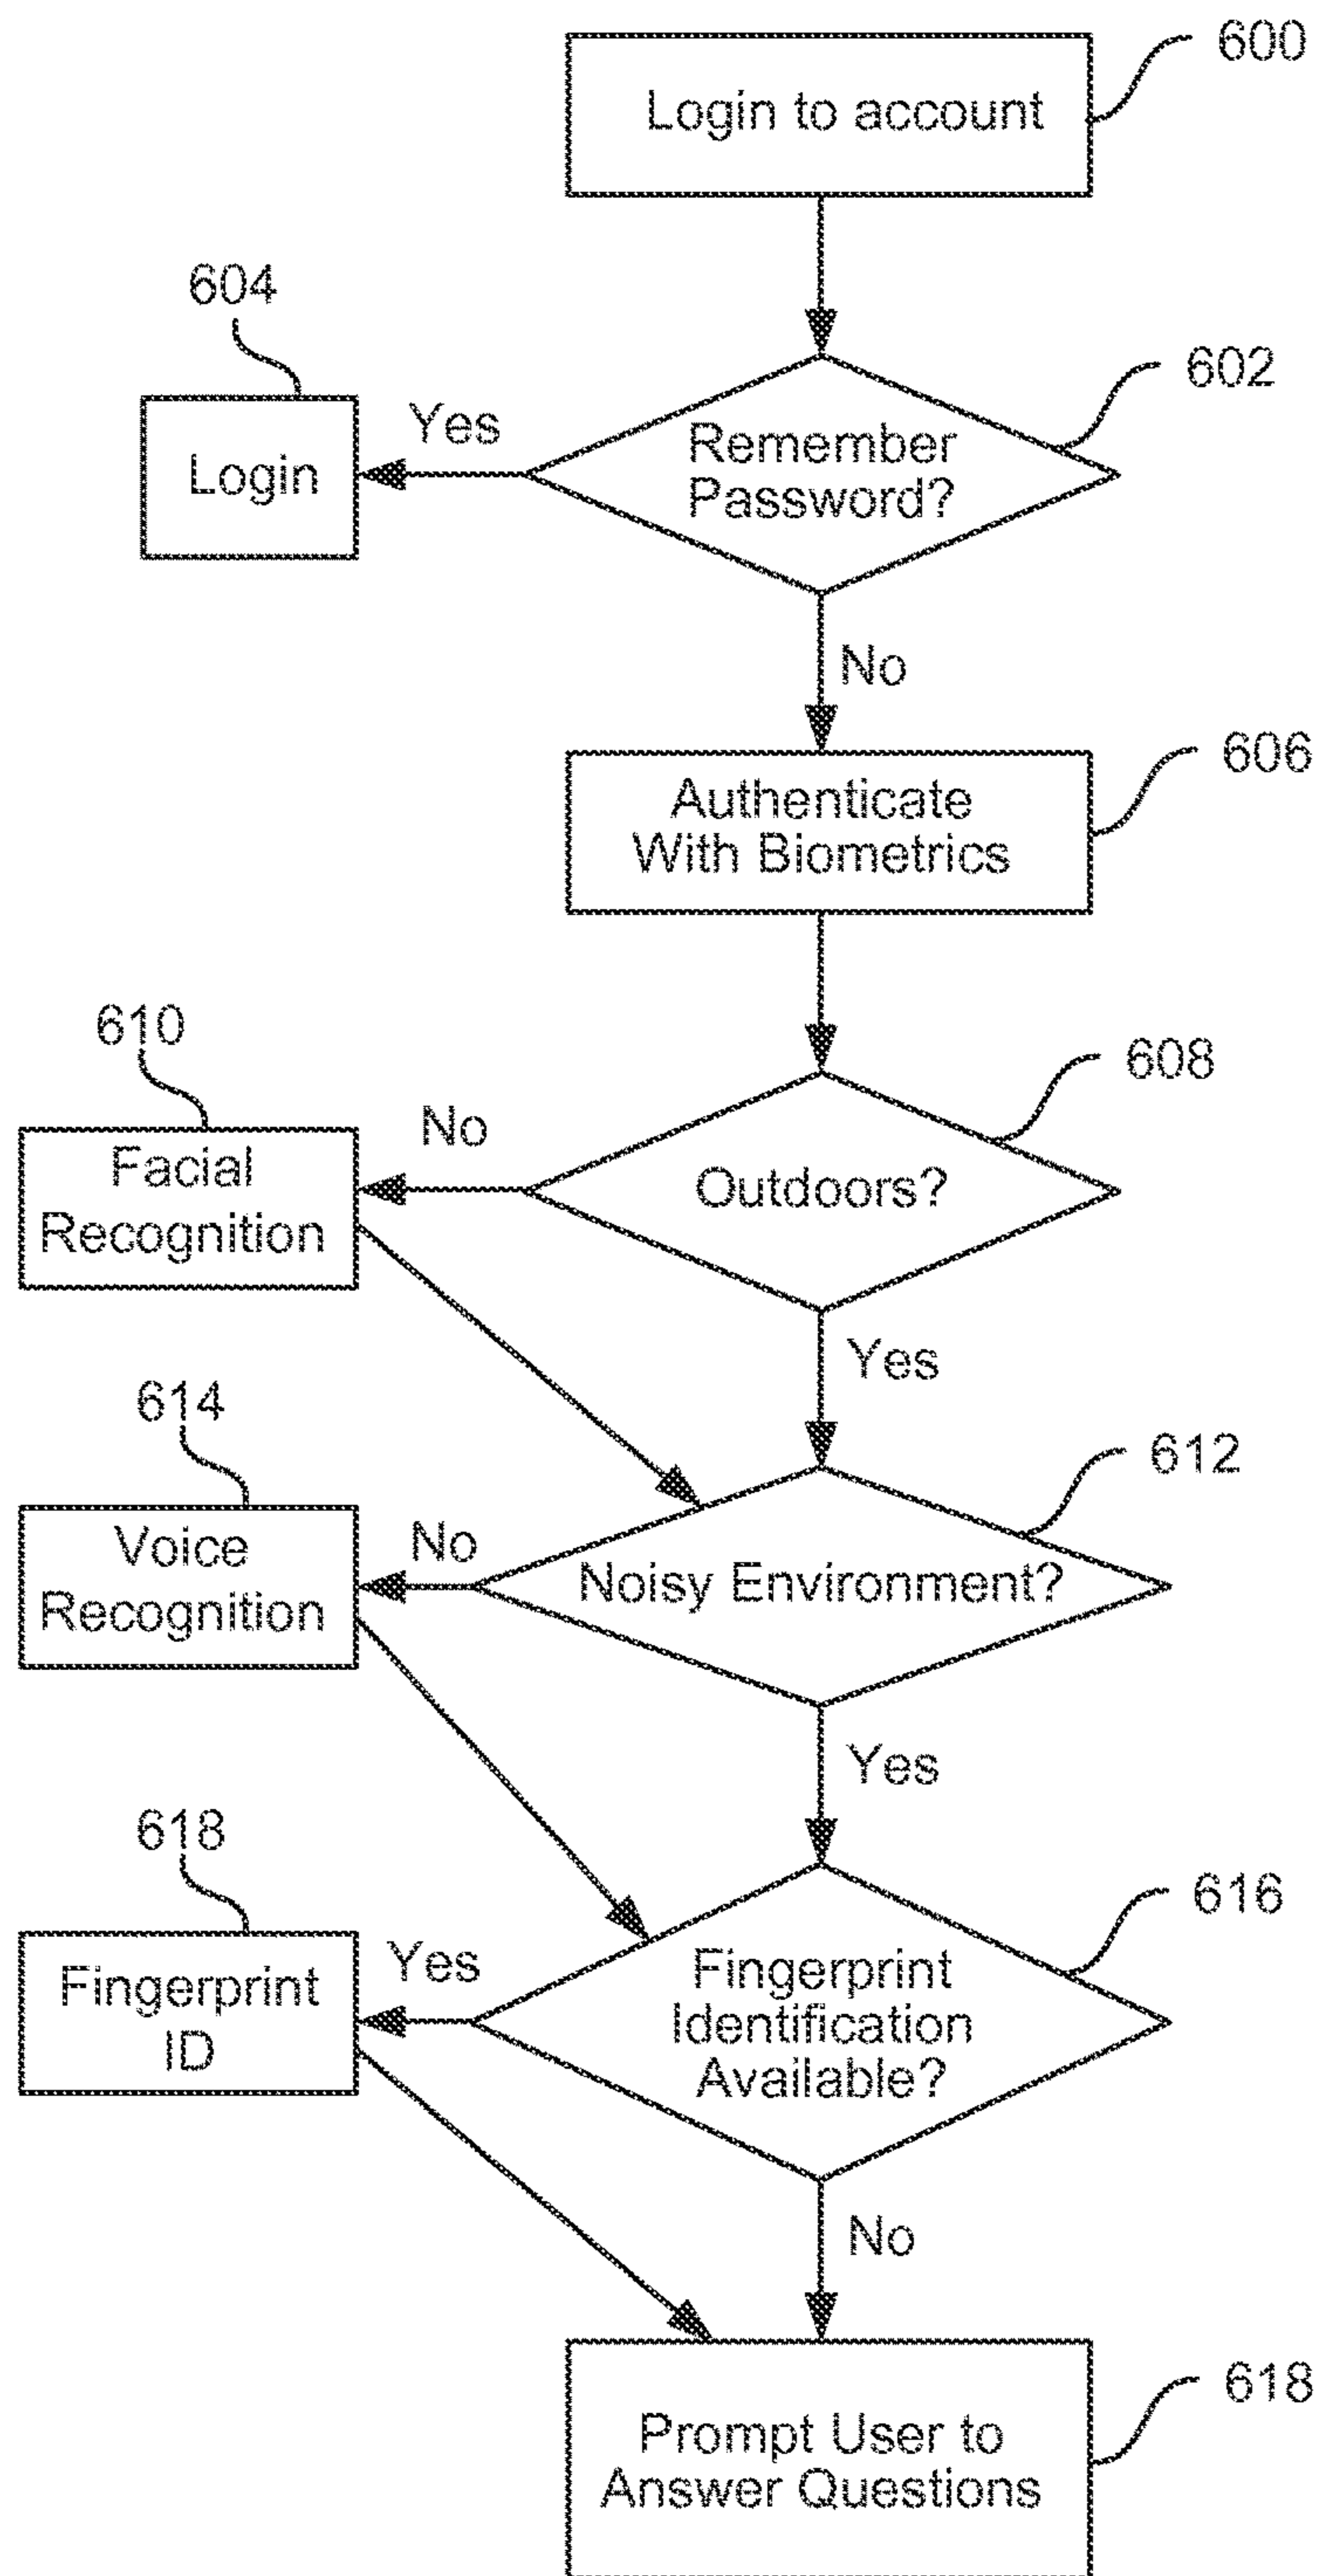 600
Login to account
604
602
Yes
Remember
Password?
Login
No
606
Authenticate
With Biometrics
610
608
No
Facial
Recognition
Outdoors?
Yes
614
612
No
Voice
Recognition
Noisy Environment?
Yes
618
616
Yes
Fingerprint
ID
Fingerprint
Identification
Available?
No
618
Prompt User to
Answer Questions